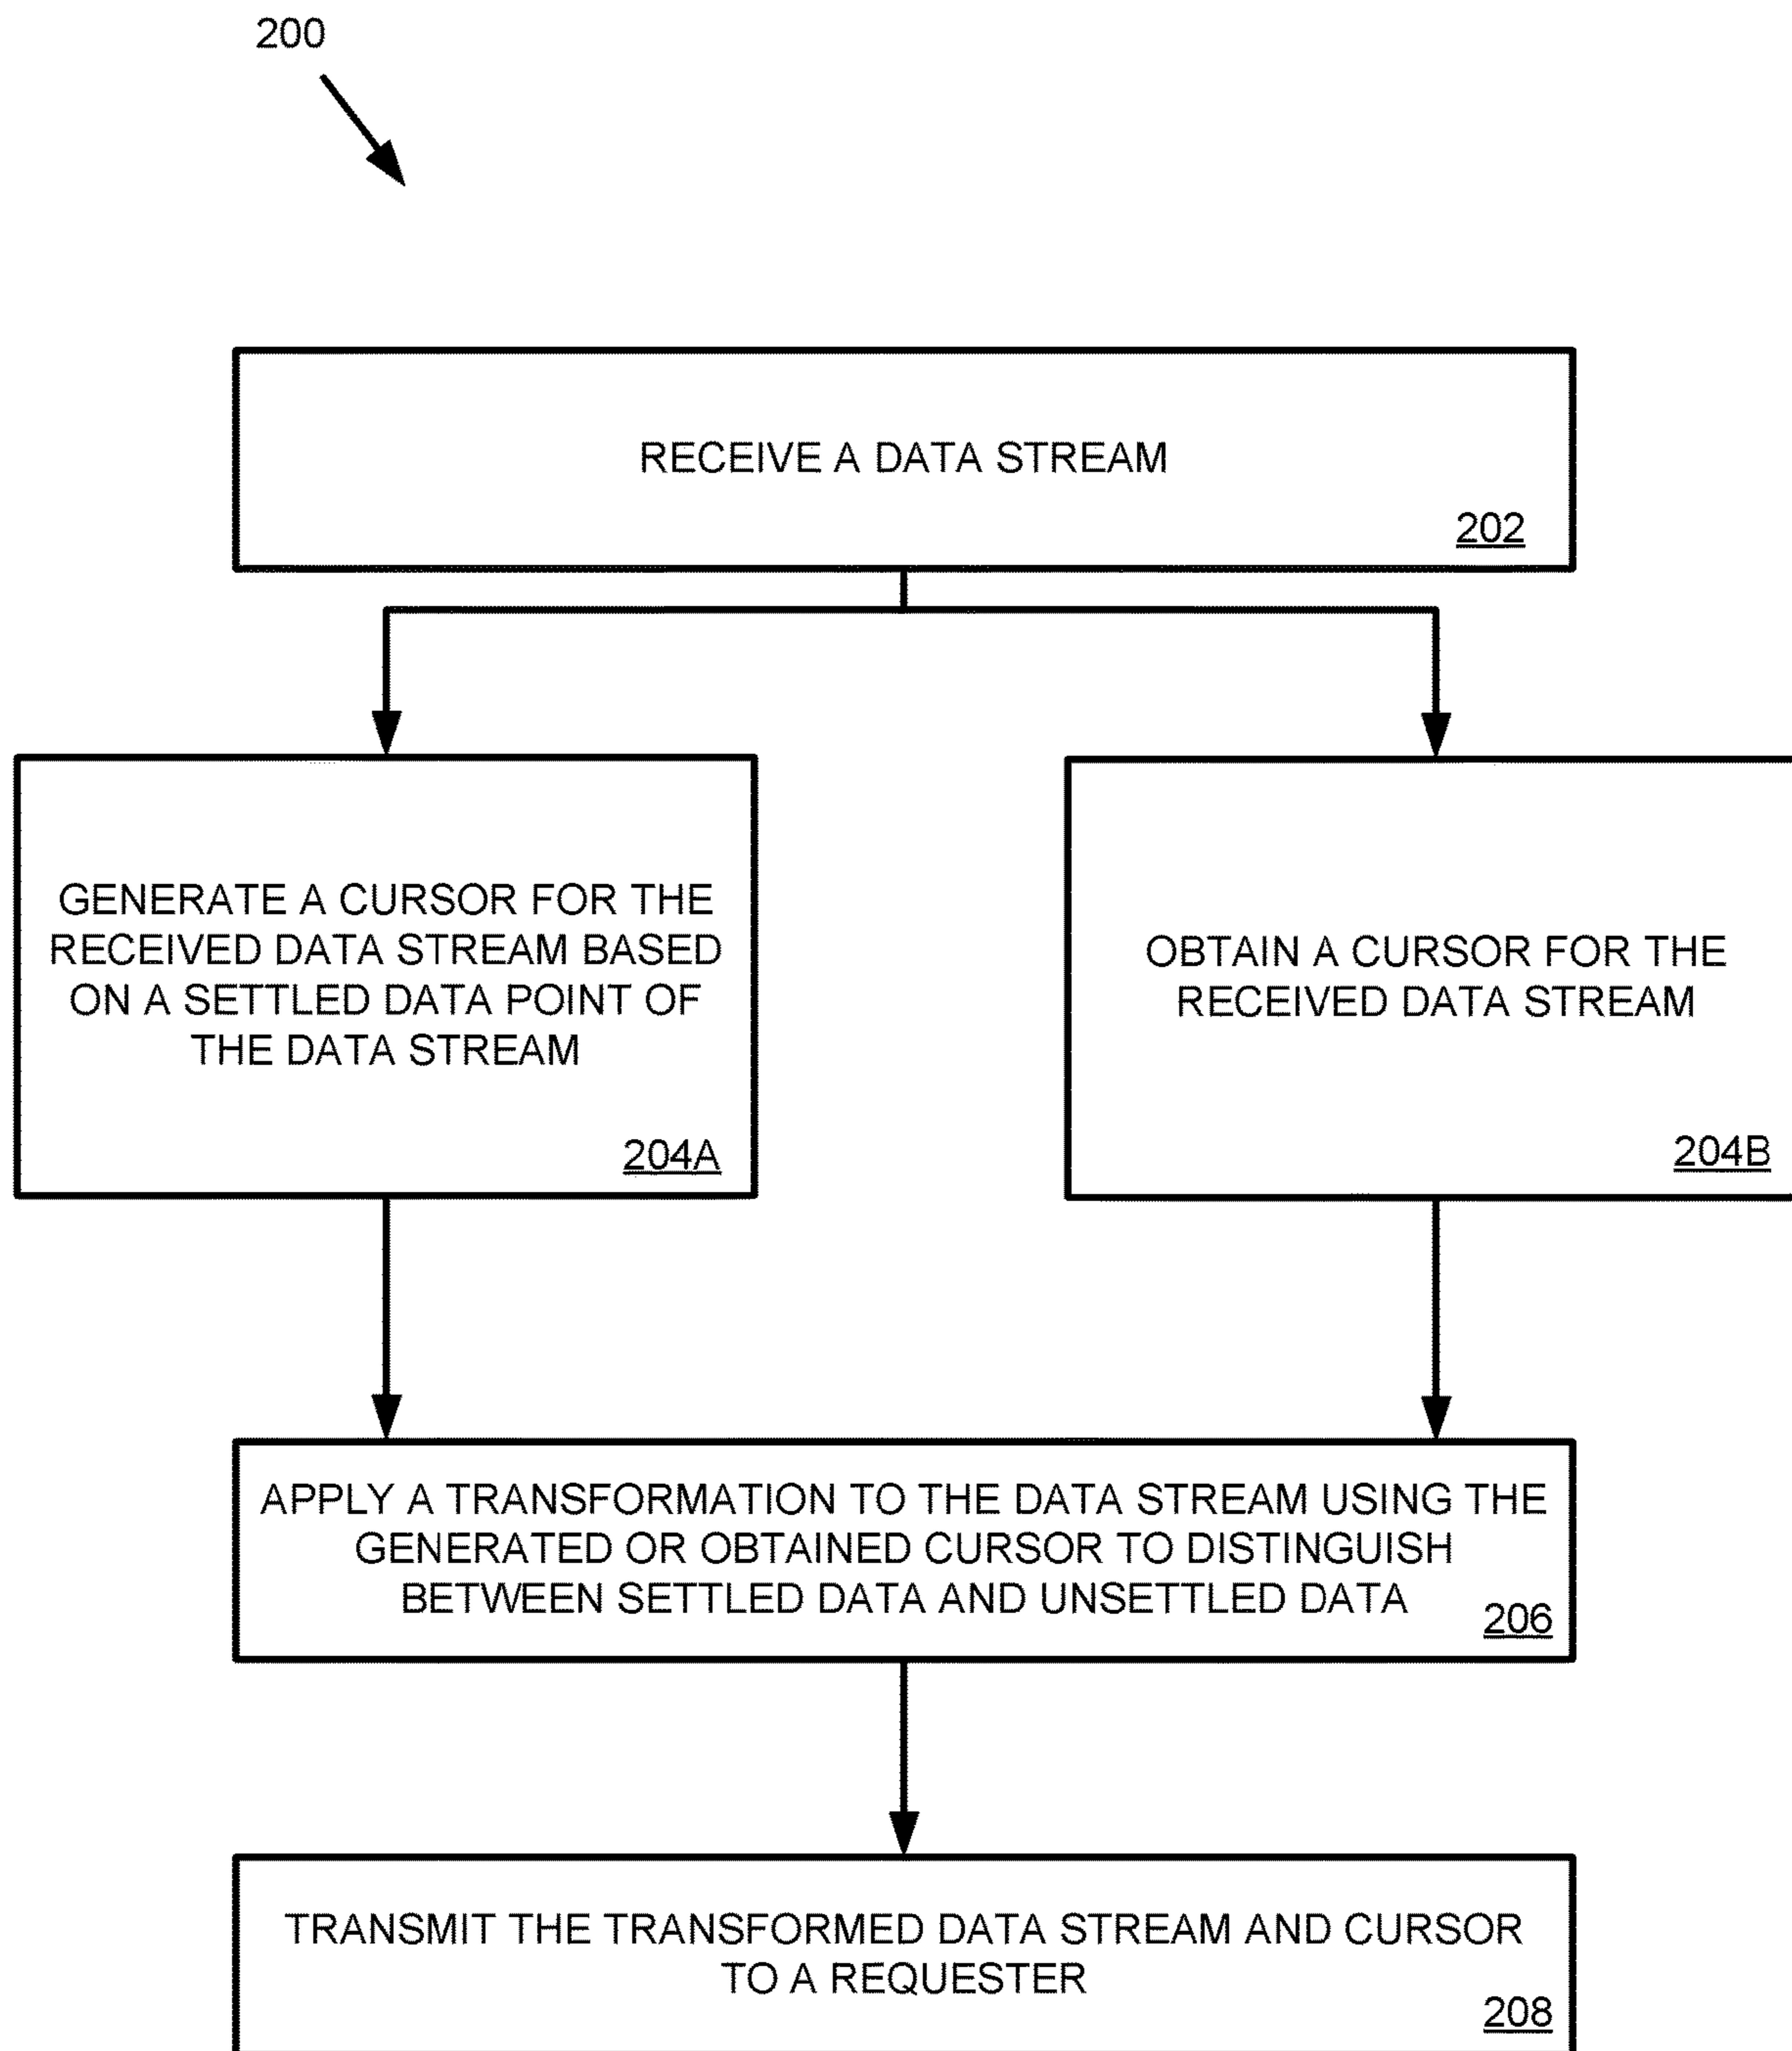 200
RECEIVE A DATA STREAM
202
GENERATE A CURSOR FOR THE
RECEIVED DATA STREAM BASED
ON A SETTLED DATA POINT OF
THE DATA STREAM
204A
OBTAIN A CURSOR FOR THE
RECEIVED DATA STREAM
204B
APPLY A TRANSFORMATION TO THE DATA STREAM USING THE
GENERATED OR OBTAINED CURSOR TO DISTINGUISH
BETWEEN SETTLED DATA AND UNSETTLED DATA
206
TRANSMIT THE TRANSFORMED DATA STREAM AND CURSOR
TO A REQUESTER
208